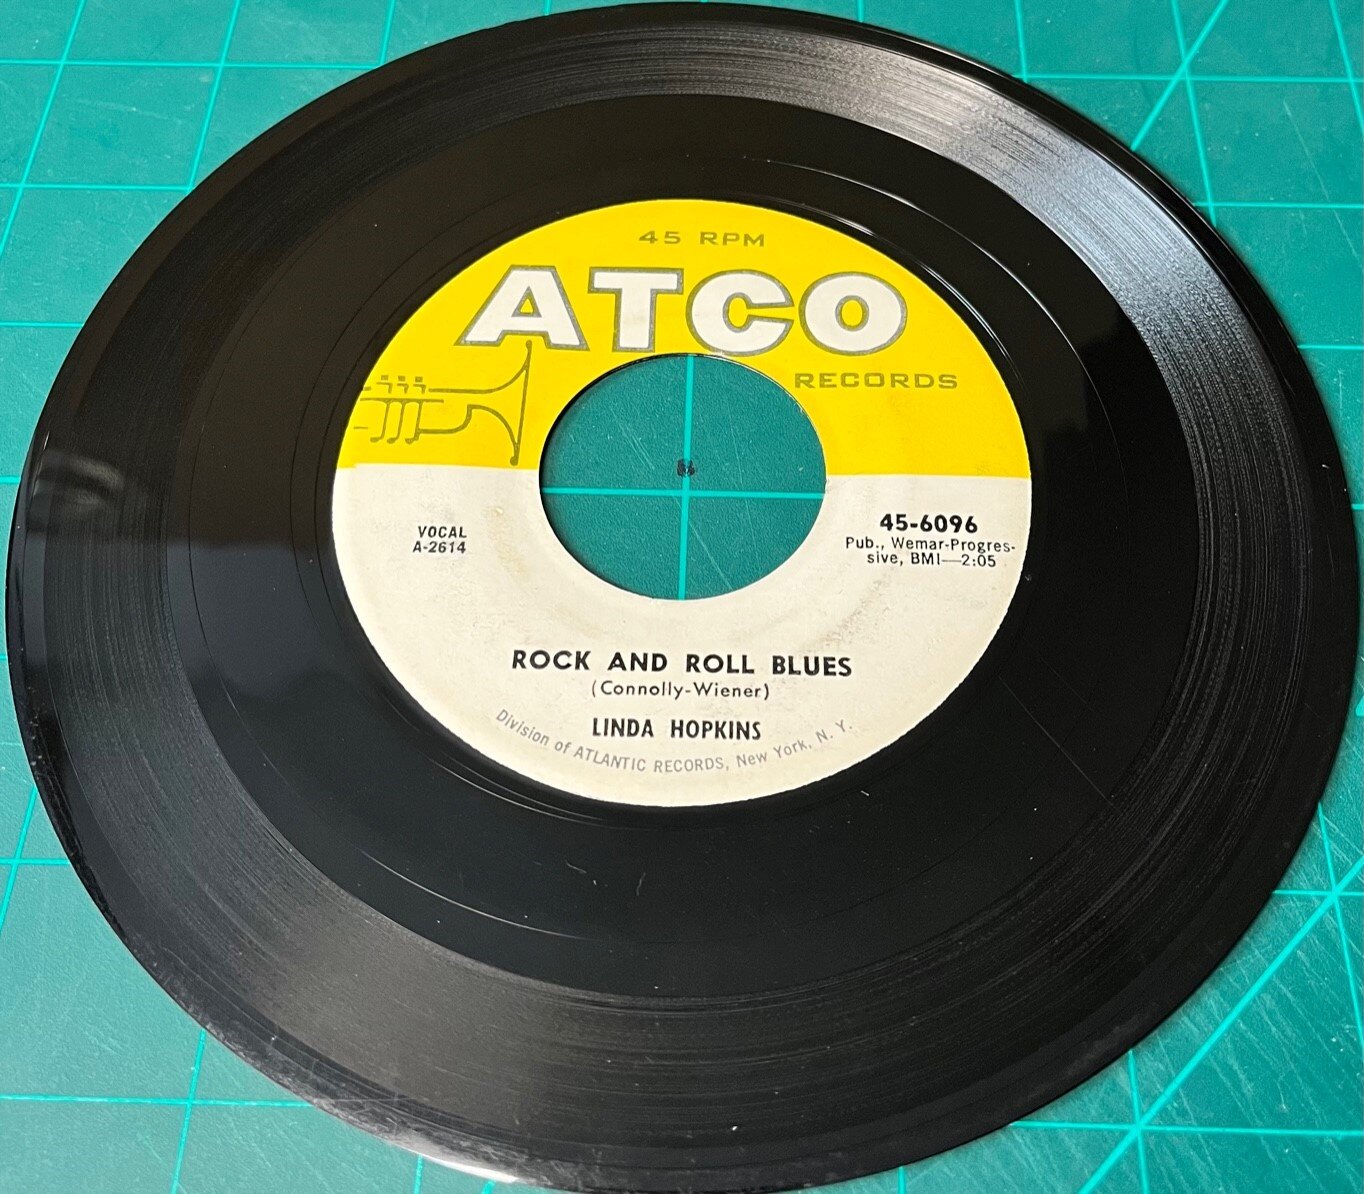 45 RPM
ATCO
RECORDS
VOCAL
A-2614
45-6096
Pub., Wemar-Progres-
sive, BMI—2:05
ROCK AND ROLL BLUES
(Connolly-Wiener)
LINDA HOPKINS
Division of ATLANTIC RECORDS, New York, N. Y.